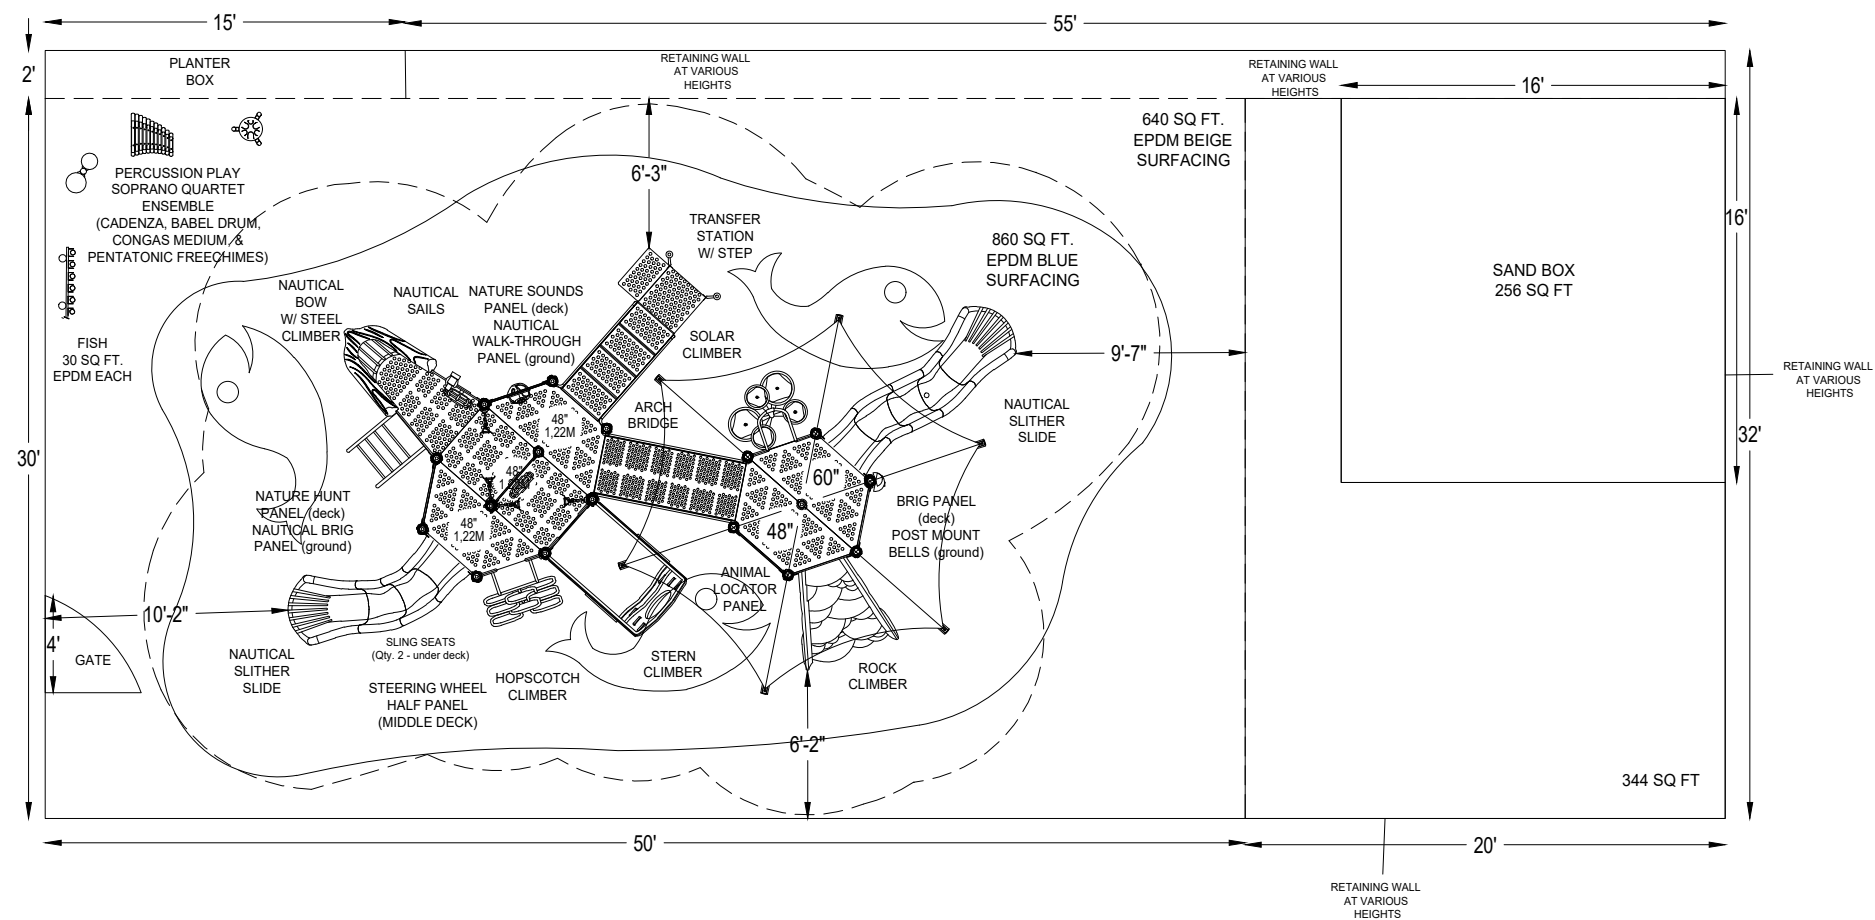 15'
55'
2'
PLANTER
BOX
RETAINING WALL
AT VARIOUS
HEIGHTS
RETAINING WALL
AT VARIOUS
HEIGHTS
16'
640 SQ FT.
EPDM BEIGE
SURFACING
PERCUSSION PLAY
SOPRANO QUARTET
ENSEMBLE
(CADENZA, BABEL DRUM,
CONGAS MEDIUM, &
PENTATONIC FREECHIMES)
6'-3"
TRANSFER
STATION
W/ STEP
860 SQ FT.
EPDM BLUE
SURFACING
16'
SAND BOX
256 SQ FT
NAUTICAL
BOW
W/ STEEL
CLIMBER
NAUTICAL
SAILS
NATURE SOUNDS
PANEL (deck)
NAUTICAL
WALK-THROUGH
PANEL (ground)
SOLAR
CLIMBER
FISH
30 SQ FT.
EPDM EACH
9'-7"
RETAINING WALL
AT VARIOUS
HEIGHTS
ARCH
BRIDGE
NAUTICAL
SLITHER
SLIDE
48"
1,22M
30'
32'
48"
60"
NATURE HUNT
PANEL (deck)
NAUTICAL BRIG
PANEL (ground)
48"
1,22M
48"
BRIG PANEL
(deck)
POST MOUNT
BELLS (ground)
ANIMAL
LOCATOR
PANEL
10'-2"
4'
GATE
NAUTICAL
SLITHER
SLIDE
SLING SEATS
(Qty. 2 - under deck)
STEERING WHEEL
HALF PANEL
(MIDDLE DECK)
HOPSCOTCH
CLIMBER
STERN
CLIMBER
ROCK
CLIMBER
6'-2"
344 SQ FT
50'
20'
RETAINING WALL
AT VARIOUS
HEIGHTS